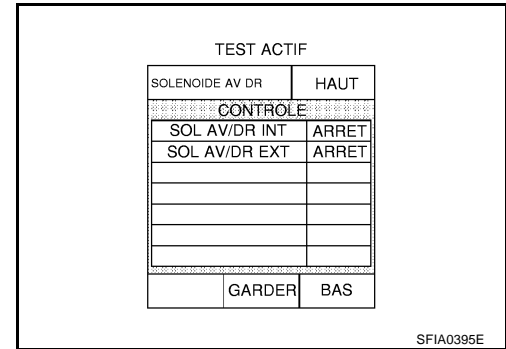 TEST ACTIF
SOLENOIDE AV DR HAUT
CONTROLE
SOL AV/DR INT ARRET
SOL AV/DR EXT ARRET
GARDER BAS
SFIA0395E